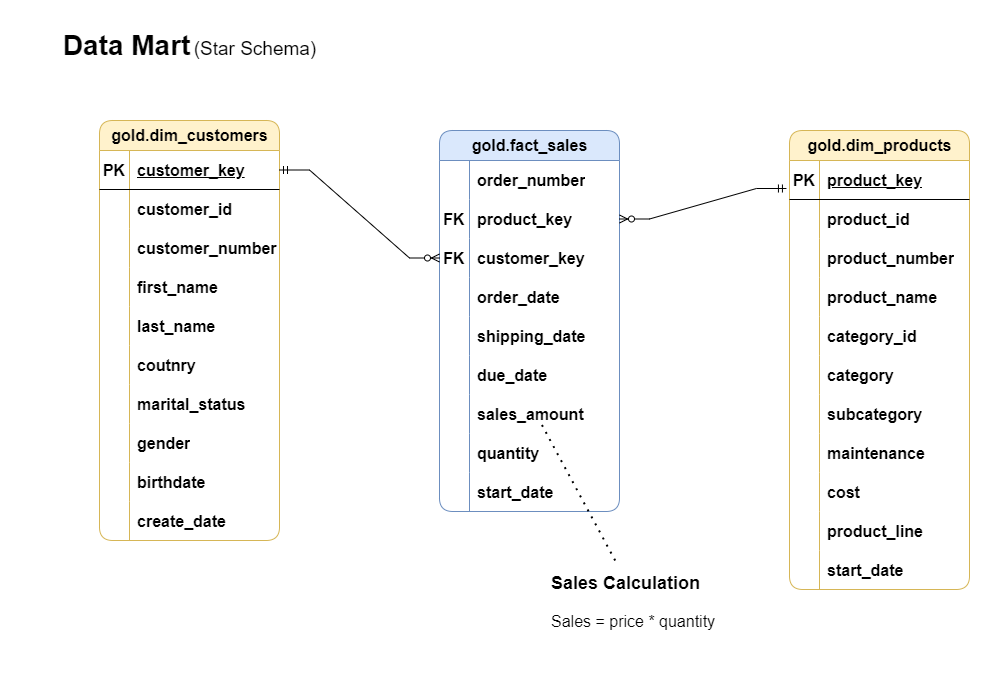 Data Mart (Star Schema)
gold.dim_customers
PK customer_key
customer_id
customer_number
first_name
last_name
coutnry
marital_status
gender
birthdate
create_date
gold.fact_sales
order_number
FK product_key
FK customer_key
order_date
shipping_date
due_date
sales_amount
quantity
start_date
gold.dim_products
PK product_key
product_id
product_number
product_name
category_id
category
subcategory
maintenance
cost
product_line
start_date
Sales Calculation
Sales = price * quantity